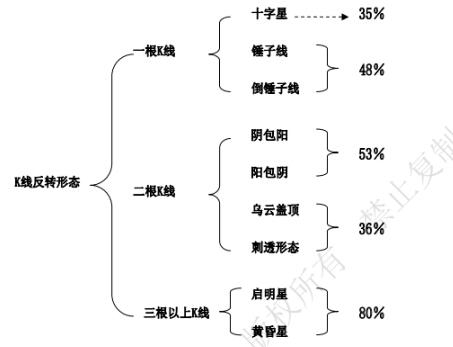 十字星 35%
一根K线
锤子线
48%
倒锤子线
阴包阳
53%
阳包阴
K线反转形态
二根K线
乌云盖顶
36%
刺透形态
启明星
三根以上K线 80%
黄昏星
版权所有 禁止复制